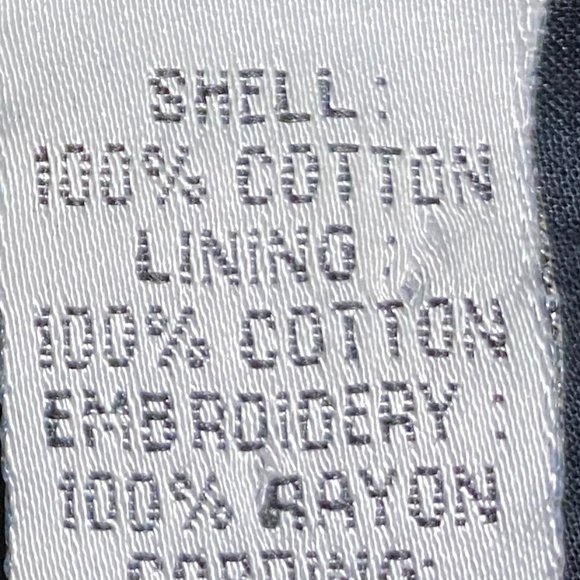 SHELL:
100% COTTON
LINING:
100% COTTON
EMBROIDERY:
100% RAYON